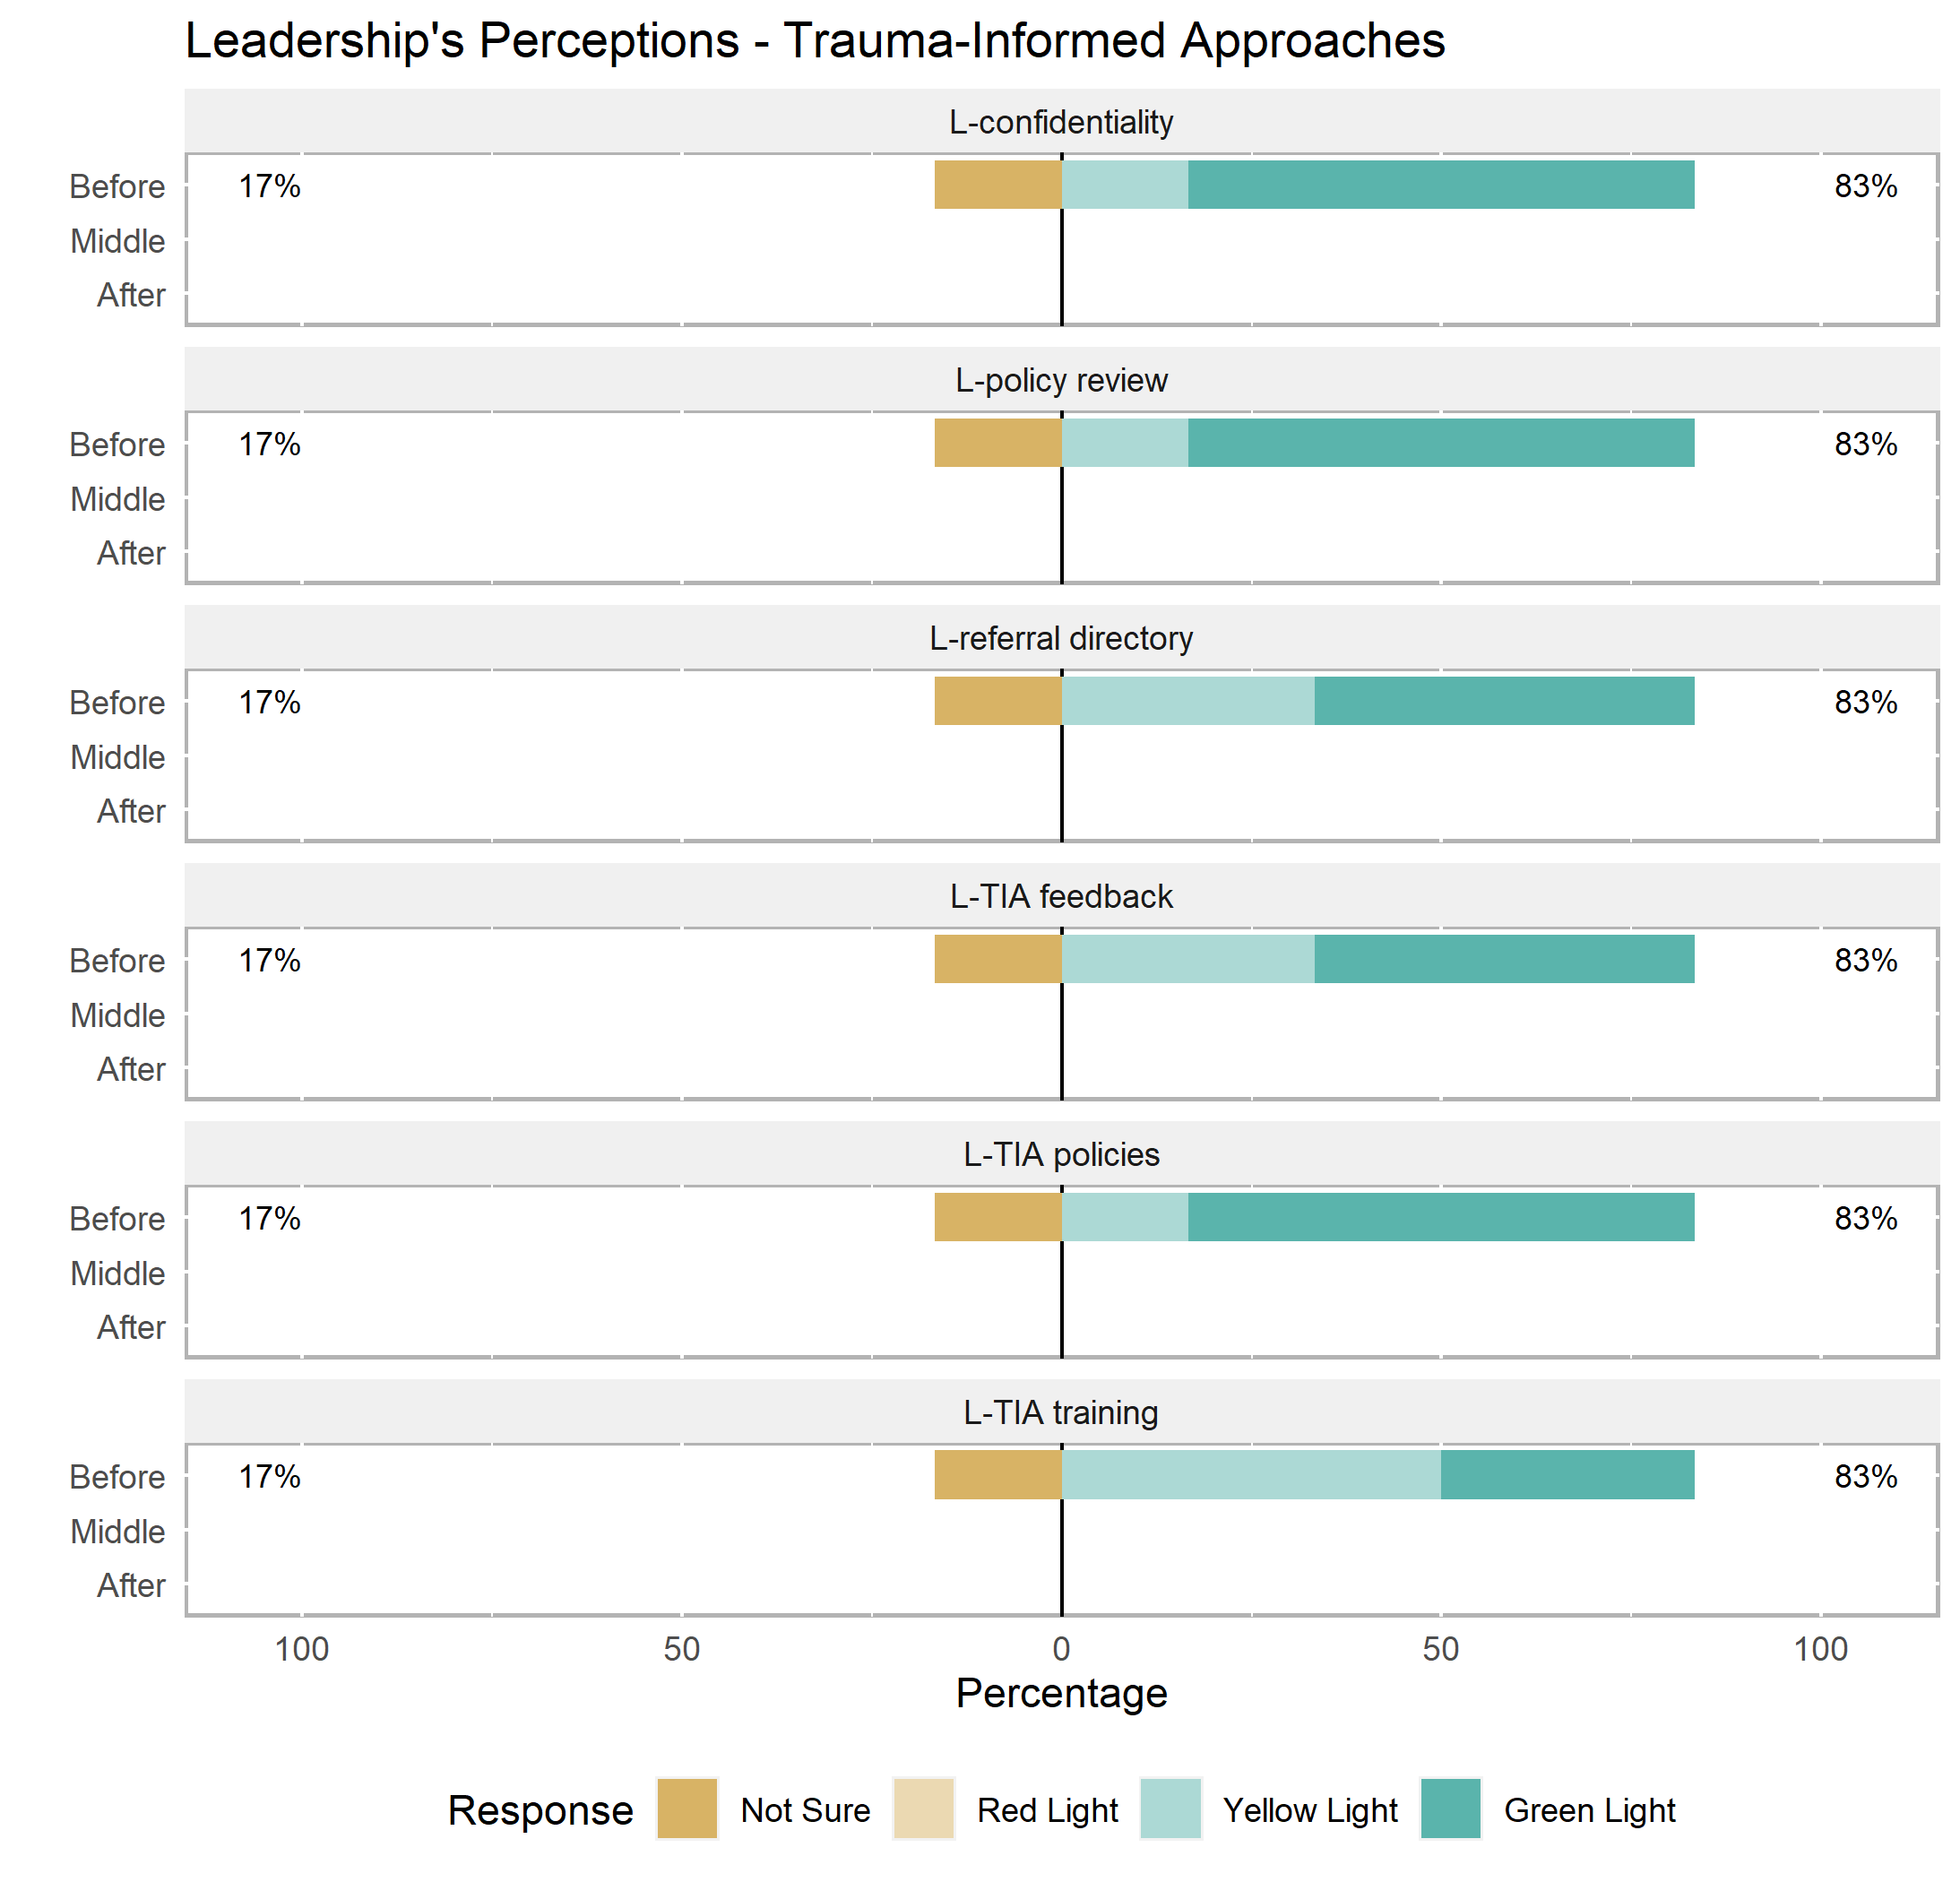 Leadership's Perceptions - Trauma-Informed Approaches
L-confidentiality
Before 17% 83%
Middle
After
L-policy review
Before 17% 83%
Middle
After
L-referral directory
Before 17% 83%
Middle
After
L-TIA feedback
Before 17% 83%
Middle
After
L-TIA policies
Before 17% 83%
Middle
After
L-TIA training
Before 17% 83%
Middle
After
100 50 0 50 100
Percentage
Response Not Sure Red Light Yellow Light Green Light